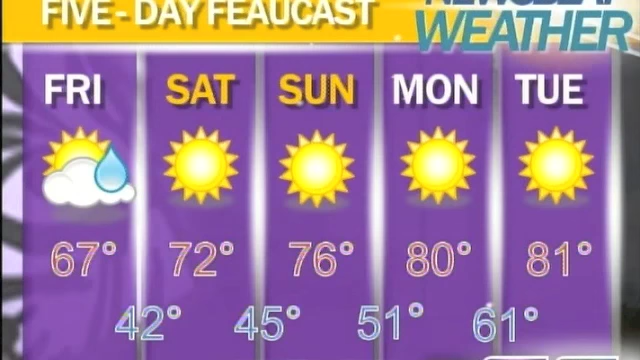 FIVE - DAY FEAUCAST
WEATHER
FRI SAT SUN MON TUE
67° 72° 76° 80° 81°
42° 45° 51° 61°